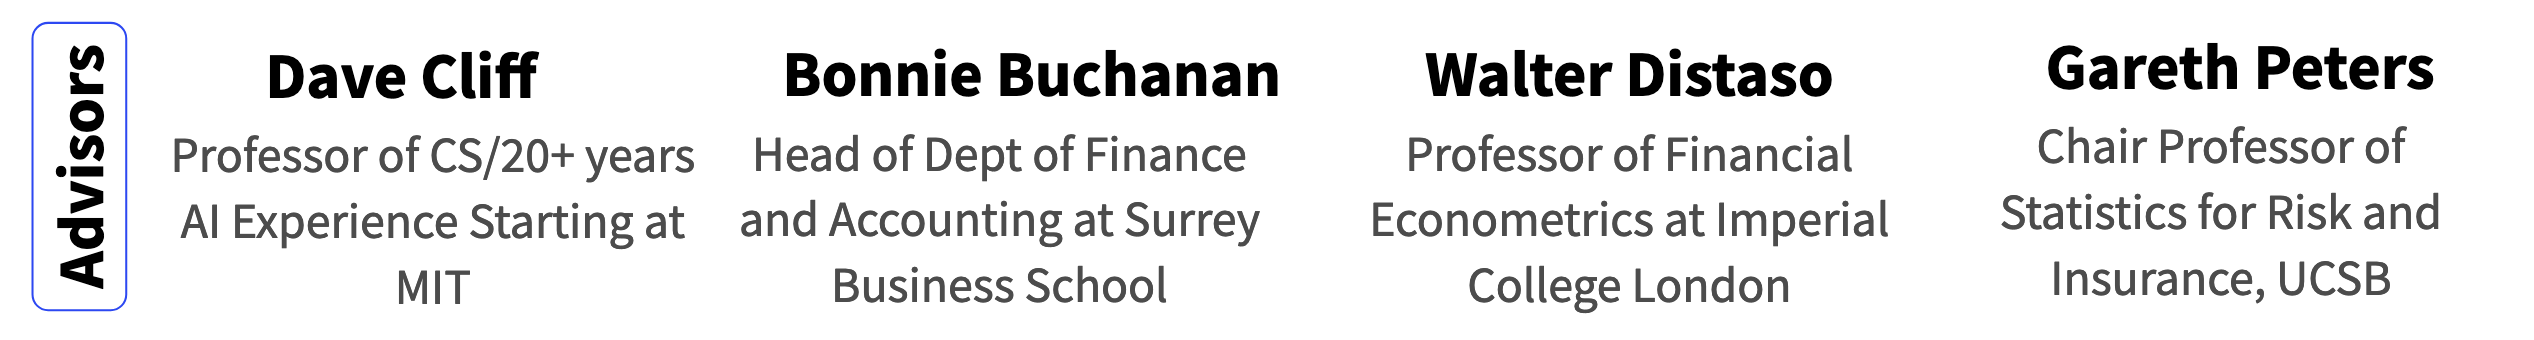 Advisors
Dave Cliff
Professor of CS/20+ years
AI Experience Starting at
MIT
Bonnie Buchanan
Head of Dept of Finance
and Accounting at Surrey
Business School
Walter Distaso
Professor of Financial
Econometrics at Imperial
College London
Gareth Peters
Chair Professor of
Statistics for Risk and
Insurance, UCSB